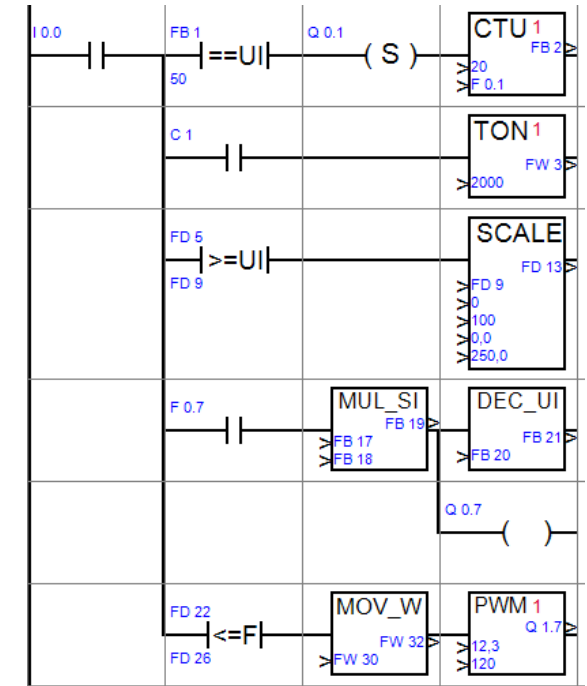 I 0.0 FB 1 Q 0.1 CTU 1
==UI ( S ) FB 2
50 20
F 0.1
C 1 TON 1
FW 3
2000
FD 5 SCALE
>=UI FD 13
FD 9 FD 9
0
100
0,0
250,0
F 0.7 MUL_SI DEC_UI
FB 19 FB 21
FB 17 FB 20
FB 18
Q 0.7
( )
FD 22 MOV_W PWM 1
<=F FW 32 Q 1.7
FD 26 FW 30 12,3
120